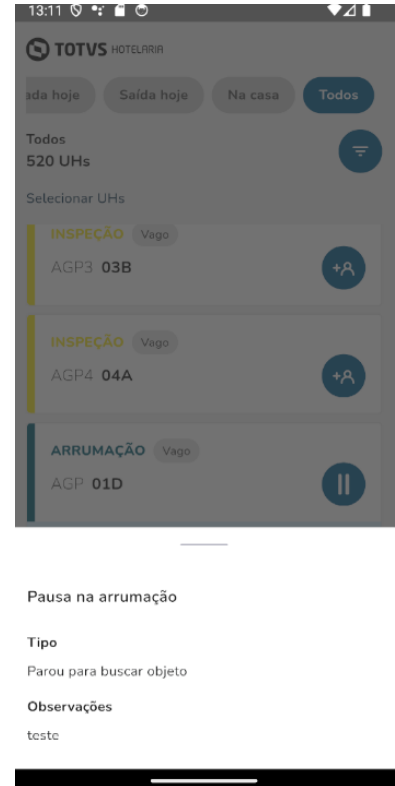 13:11
TOTVS HOTELARIA
ada hoje Saída hoje Na casa Todos
Todos
520 UHs
Selecionar UHs
INSPEÇÃO Vago
AGP3 03B
INSPEÇÃO Vago
AGP4 04A
ARRUMAÇÃO Vago
AGP 01D
Pausa na arrumação
Tipo
Parou para buscar objeto
Observações
teste